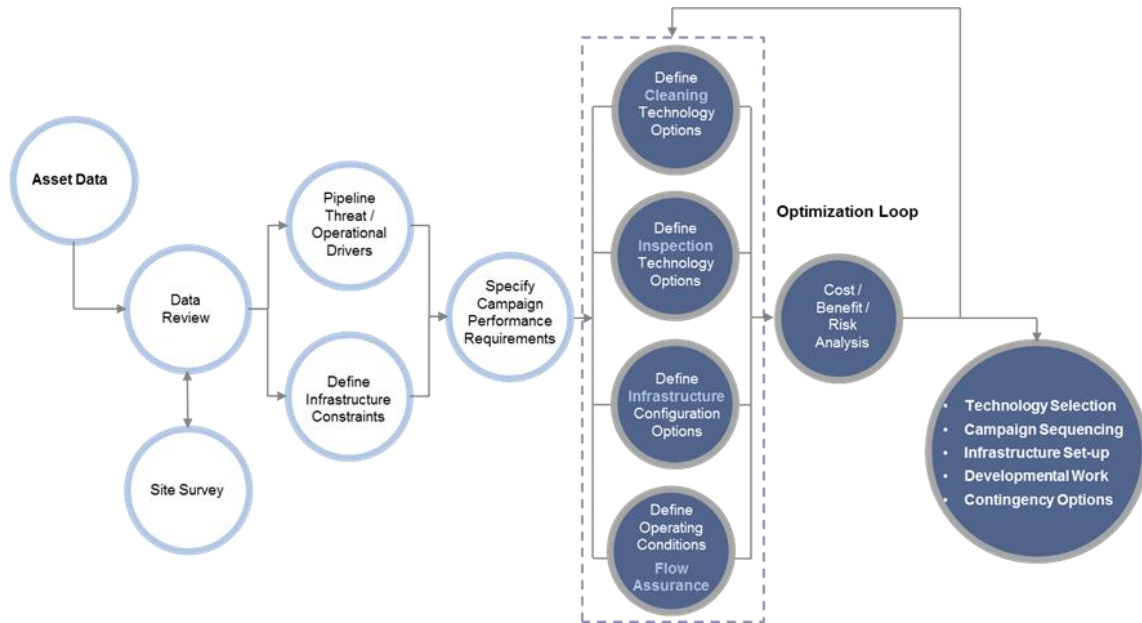 Asset Data
Data
Review
Site Survey
Pipeline
Threat /
Operational
Drivers
Define
Infrastructure
Constraints
Specify
Campaign
Performance
Requirements
Define
Cleaning
Technology
Options
Define
Inspection
Technology
Options
Define
Infrastructure
Configuration
Options
Define
Operating
Conditions
Flow
Assurance
Optimization Loop
Cost /
Benefit /
Risk
Analysis
• Technology Selection
• Campaign Sequencing
• Infrastructure Set-up
• Developmental Work
• Contingency Options